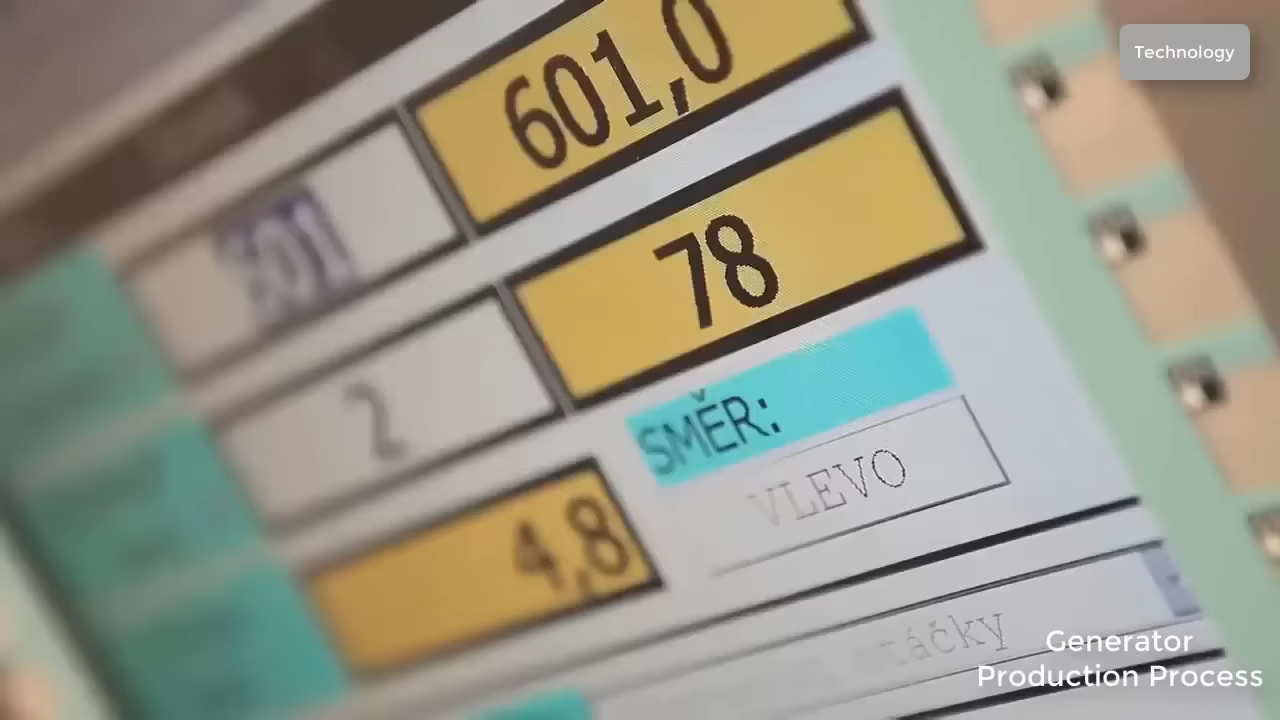 Technology
601,0
2
78
SMĚR:
VLEVO
4,8
Generator
Production Process